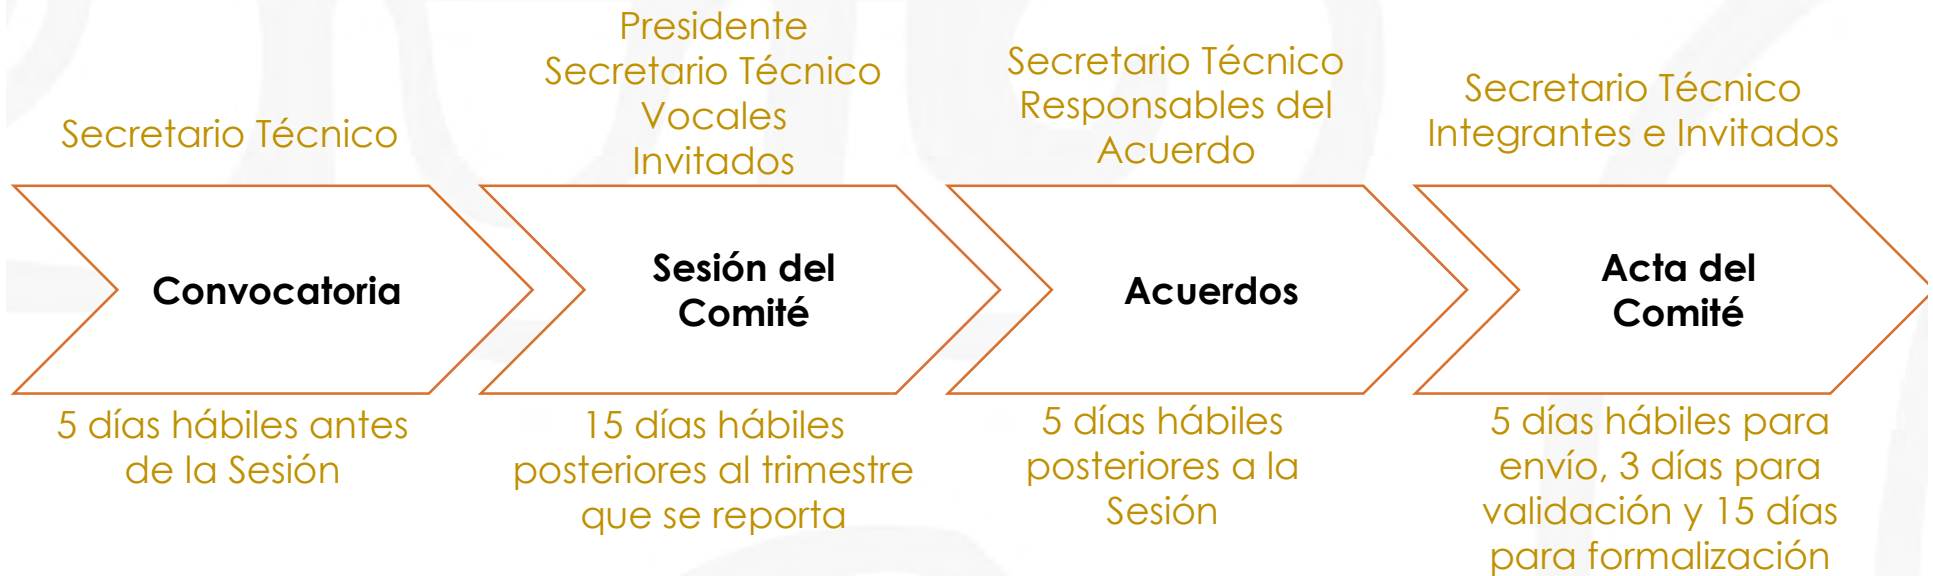 Secretario Técnico
Convocatoria
5 días hábiles antes
de la Sesión
Presidente
Secretario Técnico
Vocales
Invitados
Sesión del
Comité
15 días hábiles
posteriores al trimestre
que se reporta
Secretario Técnico
Responsables del
Acuerdo
Acuerdos
5 días hábiles
posteriores a la
Sesión
Secretario Técnico
Integrantes e Invitados
Acta del
Comité
5 días hábiles para
envío, 3 días para
validación y 15 días
para formalización